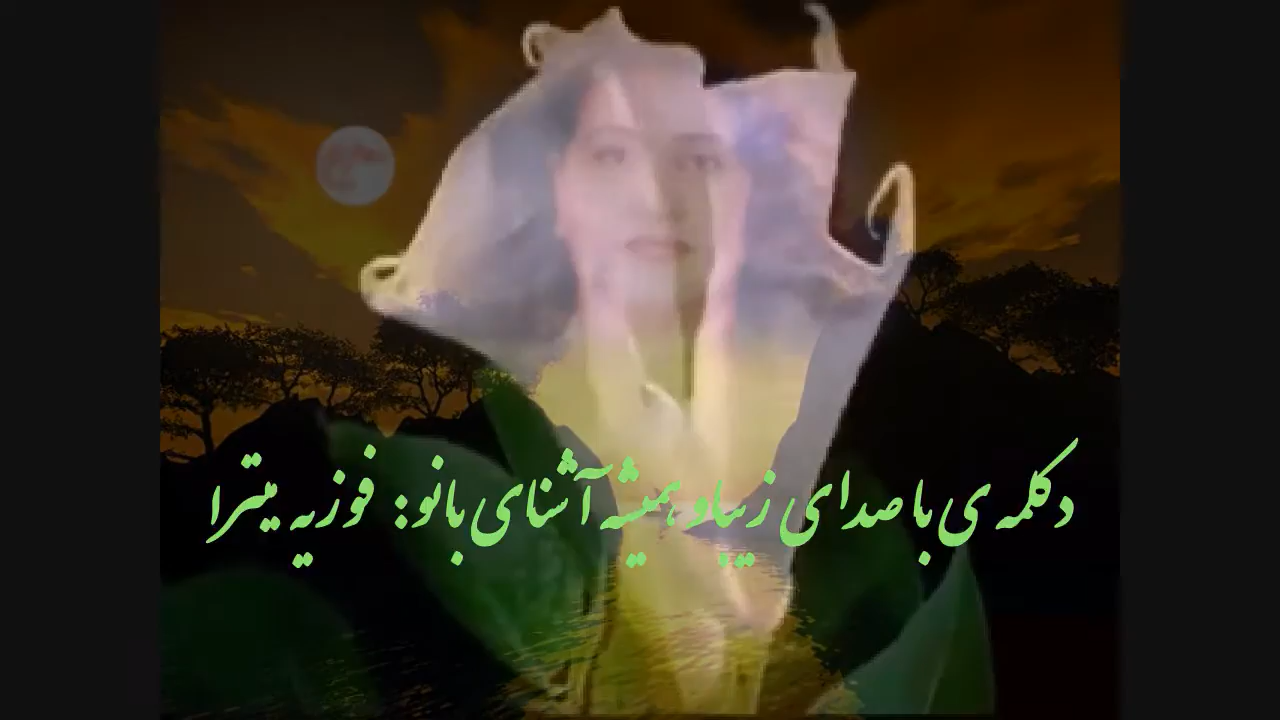 دکلمه ی با صدای زیبا و همیشه آشنای بانو: فوزیه میترا